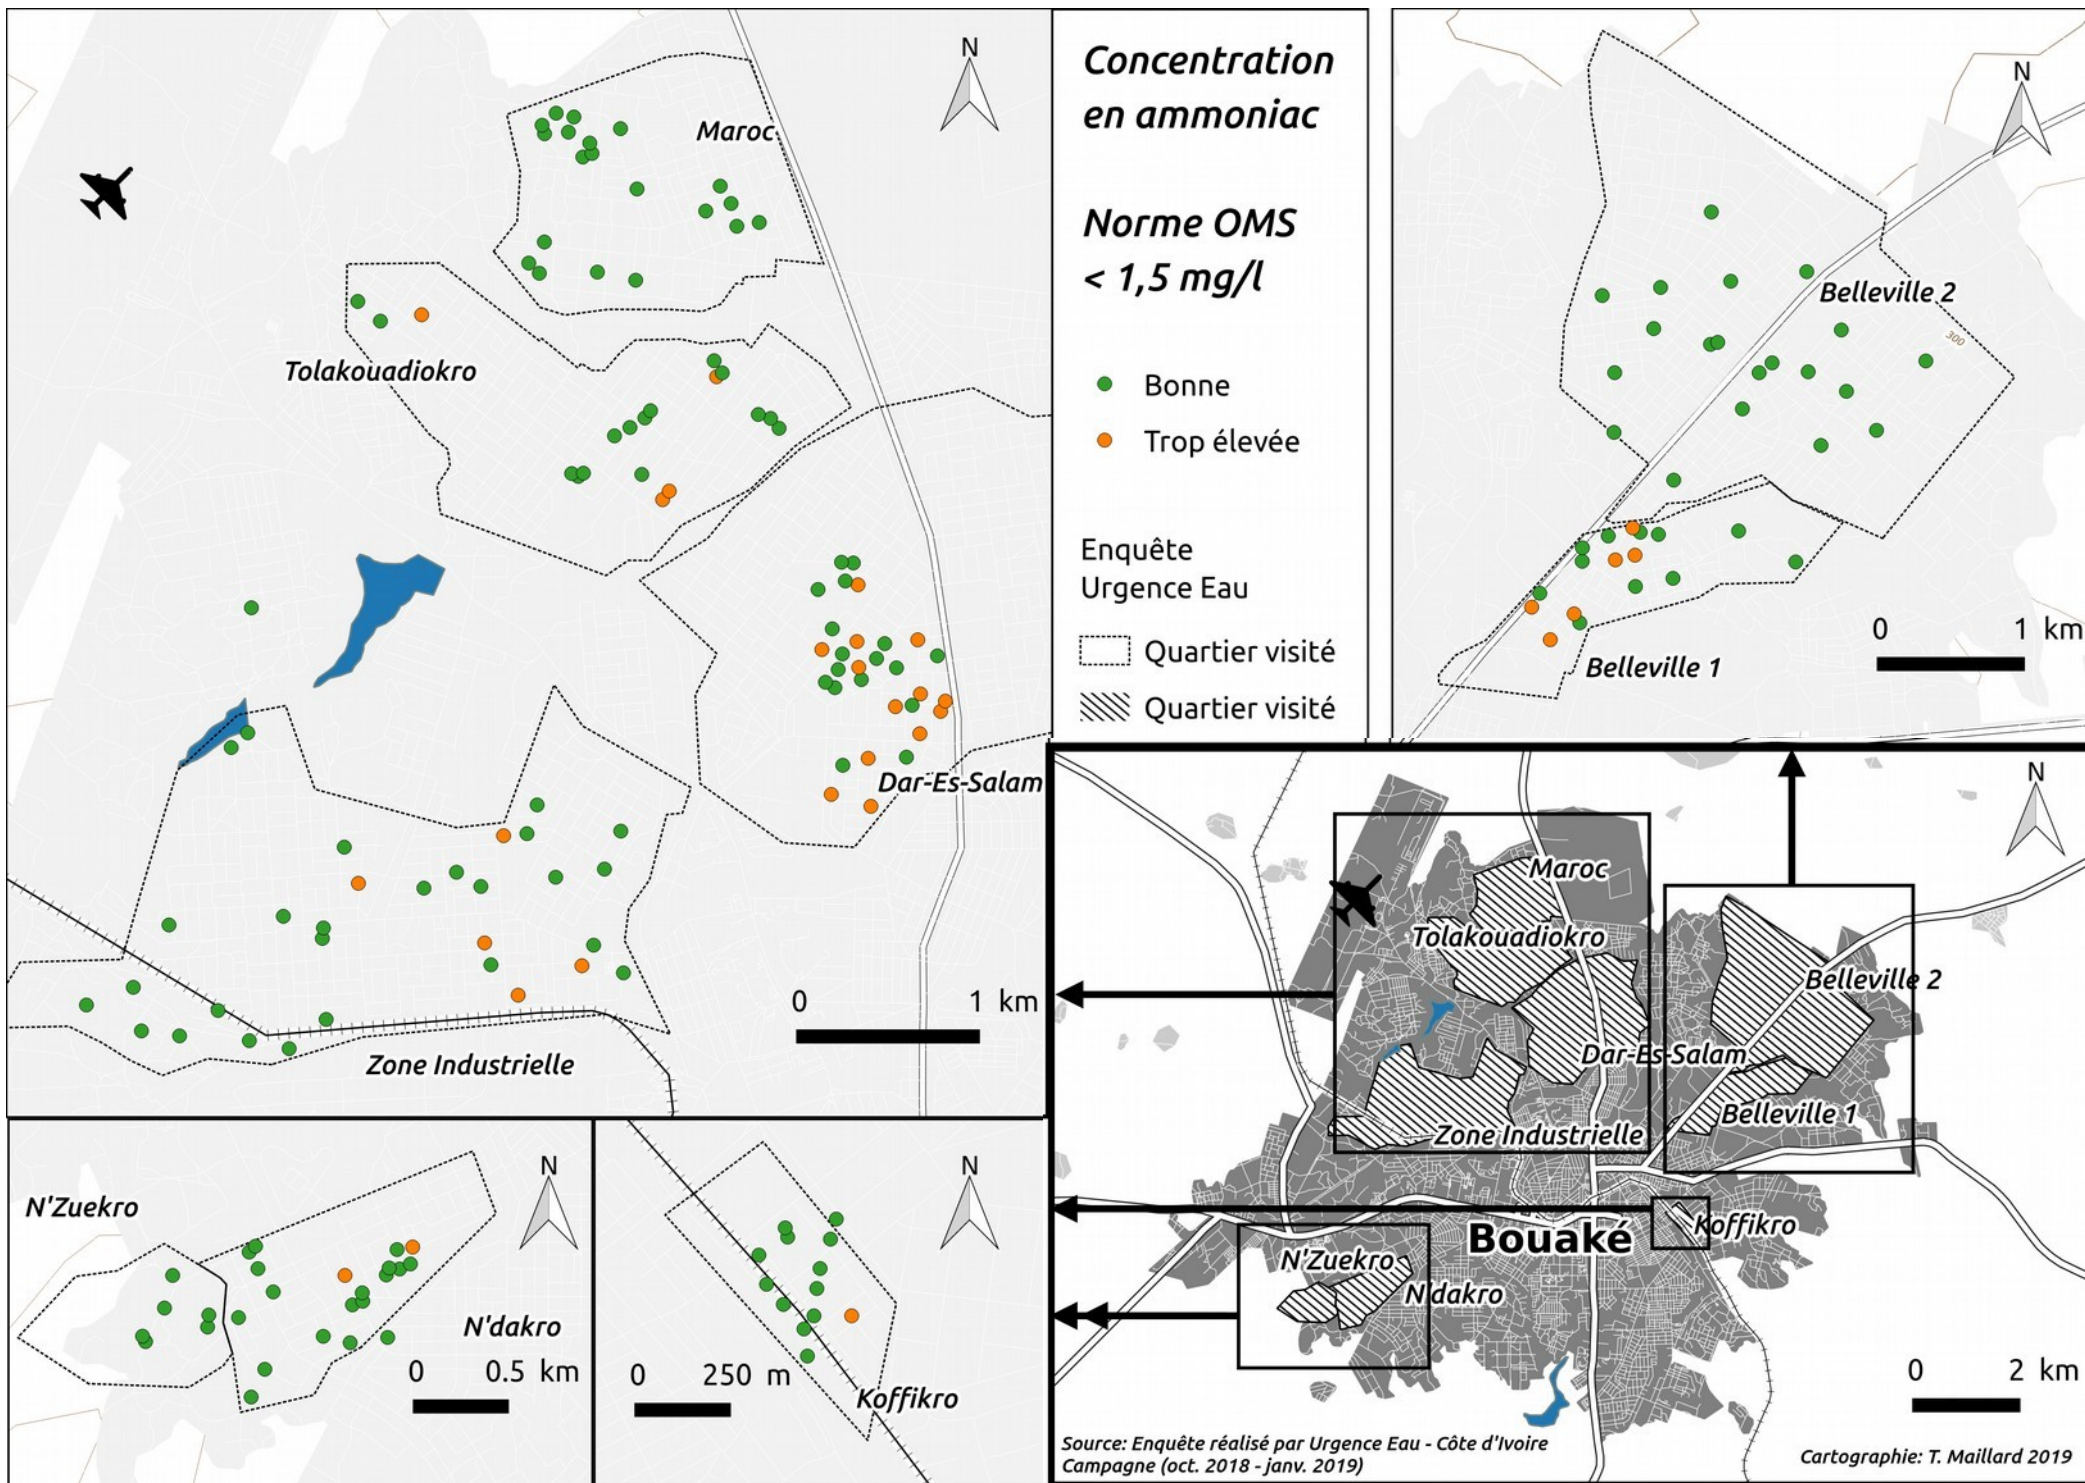 N
Maroc
Tolakouadiokro
Dar-Es-Salam
0 1 km
Zone Industrielle
Concentration
en ammoniac
Norme OMS
< 1,5 mg/l
Bonne
Trop élevée
Enquête
Urgence Eau
Quartier visité
Quartier visité
N
Belleville 2
300
0 1 km
Belleville 1
N'Zuekro
N
N'dakro
0 0.5 km
N
0 250 m
Koffikro
N
Maroc
Tolakouadiokro
Belleville 2
Dar-Es-Salam
Belleville 1
Zone Industrielle
Koffikro
Bouaké
N'Zuekro
N'dakro
0 2 km
Source: Enquête réalisé par Urgence Eau - Côte d'Ivoire
Campagne (oct. 2018 - janv. 2019)
Cartographie: T. Maillard 2019